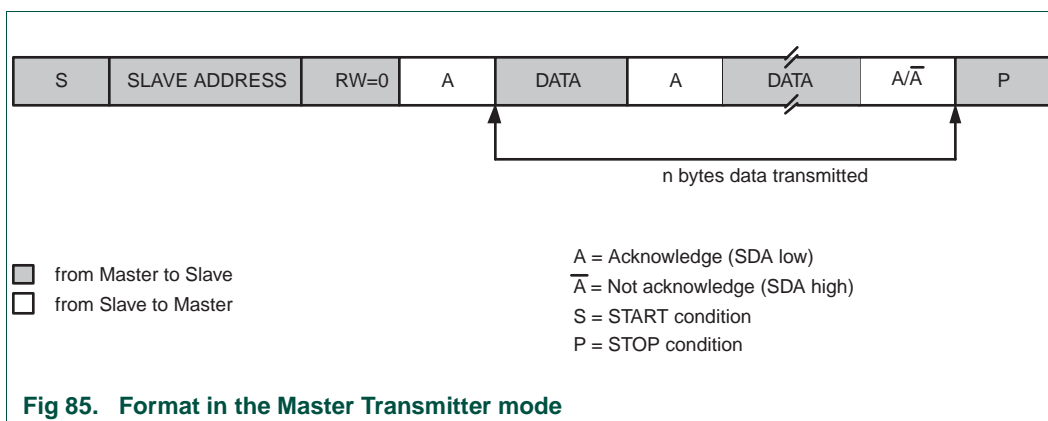 S SLAVE ADDRESS RW=0 A DATA A DATA A/A̅ P
n bytes data transmitted
from Master to Slave
from Slave to Master
A = Acknowledge (SDA low)
A̅ = Not acknowledge (SDA high)
S = START condition
P = STOP condition
Fig 85. Format in the Master Transmitter mode